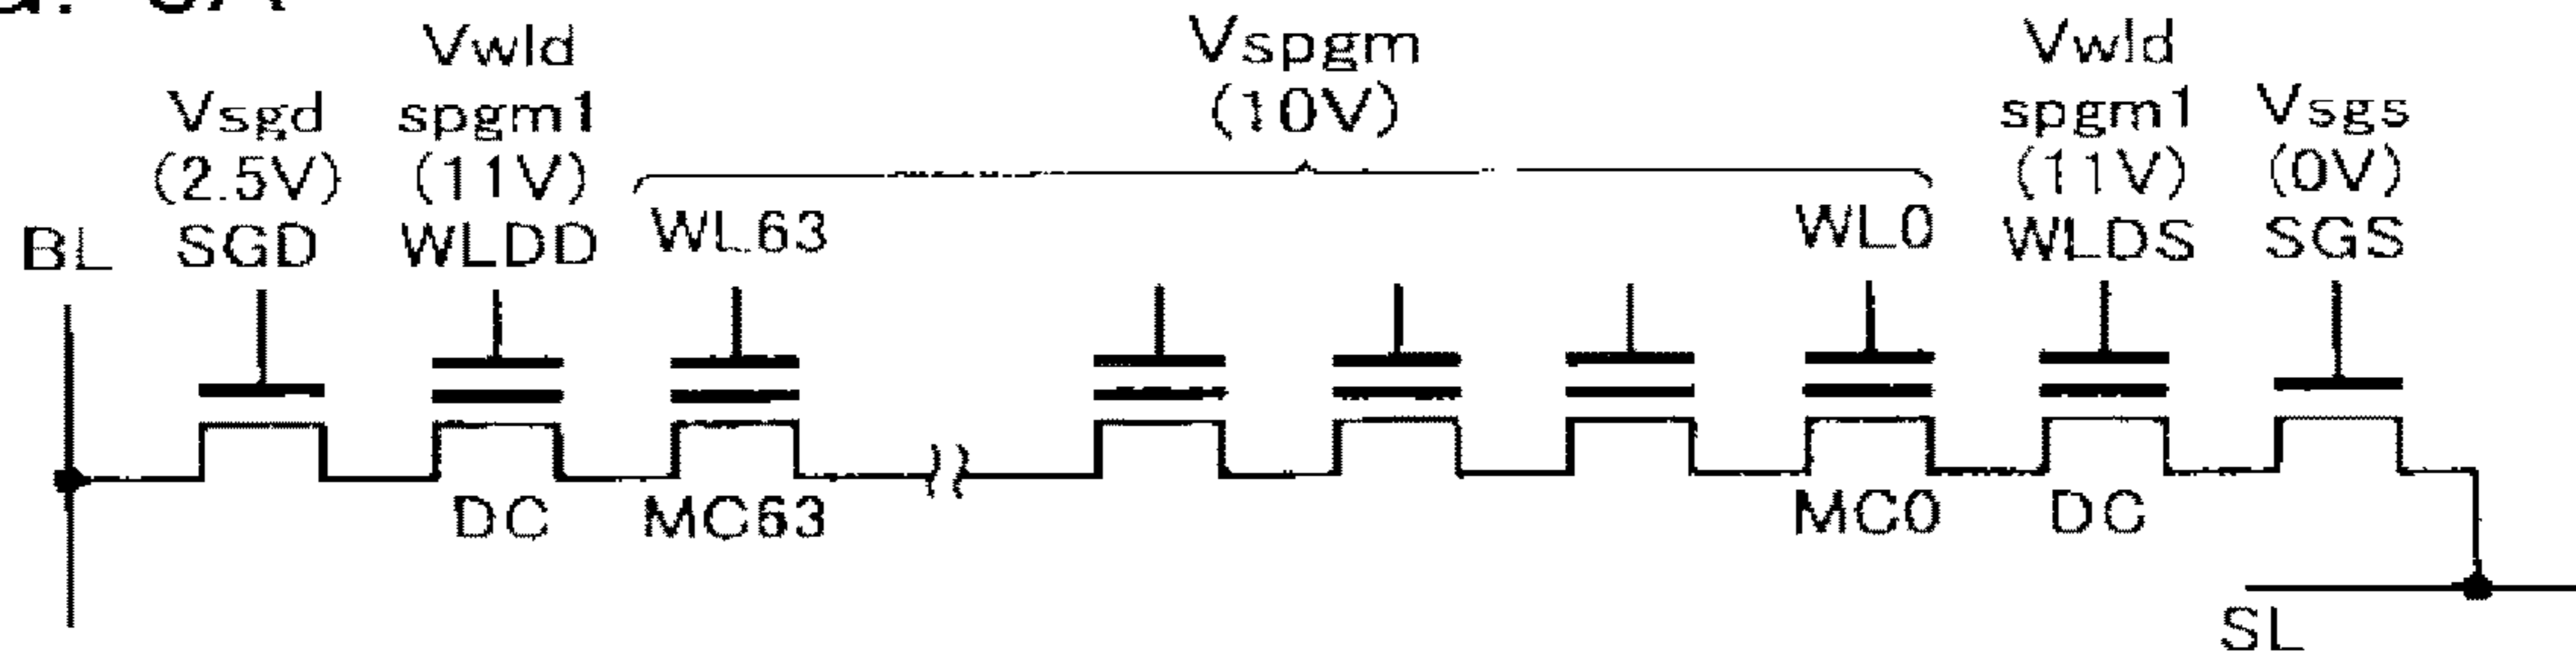 Vwld
spgm1
(11V)
WLDD
Vsgd
(2.5V)
SGD
BL
Vspgm
(10V)
WL63
WL0
Vwld
spgm1
(11V)
WLDS
Vsgs
(0V)
SGS
DC
MC63
MC0
DC
SL